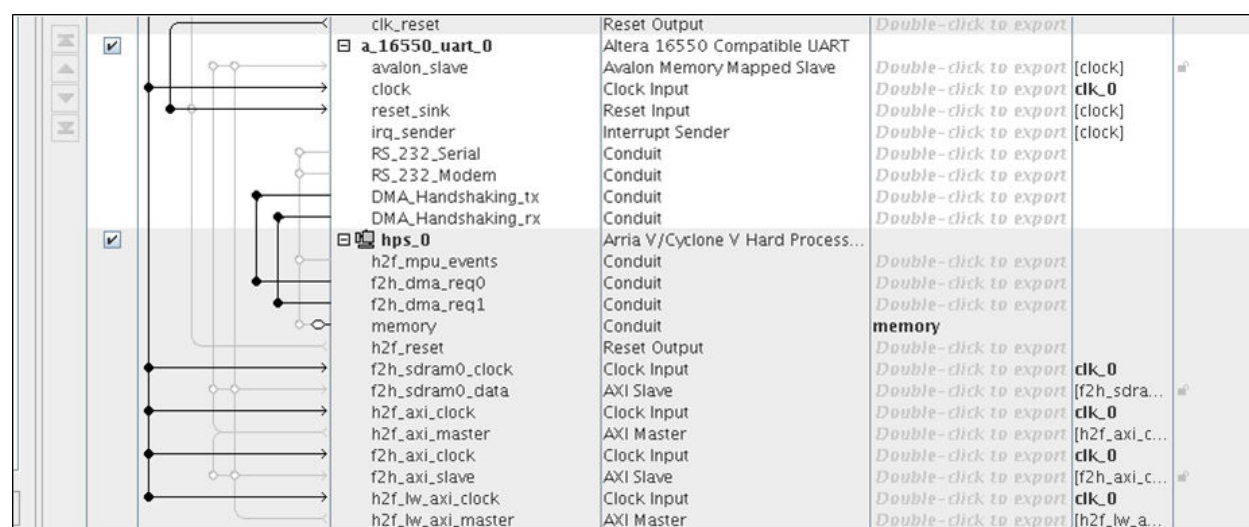 clk_reset Reset Output Double-click to export
a_16550_uart_0 Altera 16550 Compatible UART
avalon_slave Avalon Memory Mapped Slave Double-click to export [clock]
clock Clock Input Double-click to export clk_0
reset_sink Reset Input Double-click to export [clock]
irq_sender Interrupt Sender Double-click to export [clock]
RS_232_Serial Conduit Double-click to export
RS_232_Modem Conduit Double-click to export
DMA_Handshaking_tx Conduit Double-click to export
DMA_Handshaking_rx Conduit Double-click to export
hps_0 Arria V/Cyclone V Hard Process...
h2f_mpu_events Conduit Double-click to export
f2h_dma_req0 Conduit Double-click to export
f2h_dma_req1 Conduit Double-click to export
memory Conduit memory
h2f_reset Reset Output Double-click to export
f2h_sdram0_clock Clock Input Double-click to export clk_0
f2h_sdram0_data AXI Slave Double-click to export [f2h_sdra...
h2f_axi_clock Clock Input Double-click to export clk_0
h2f_axi_master AXI Master Double-click to export [h2f_axi_c...
f2h_axi_clock Clock Input Double-click to export clk_0
f2h_axi_slave AXI Slave Double-click to export [f2h_axi_c...
h2f_lw_axi_clock Clock Input Double-click to export clk_0
h2f_lw_axi_master AXI Master Double-click to export [h2f_lw_a...